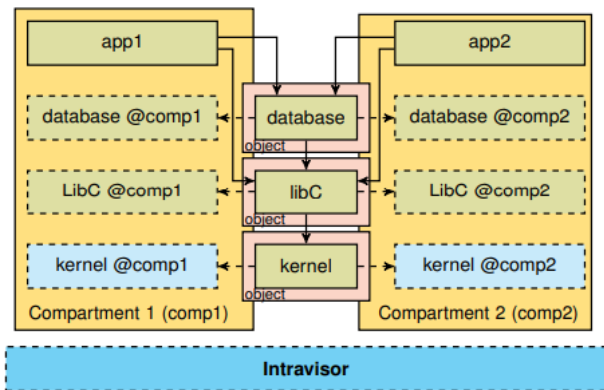 app1
app2
database @comp1
database
database @comp2
object
LibC @comp1
libC
LibC @comp2
object
kernel @comp1
kernel
kernel @comp2
object
Compartment 1 (comp1)
Compartment 2 (comp2)
Intravisor